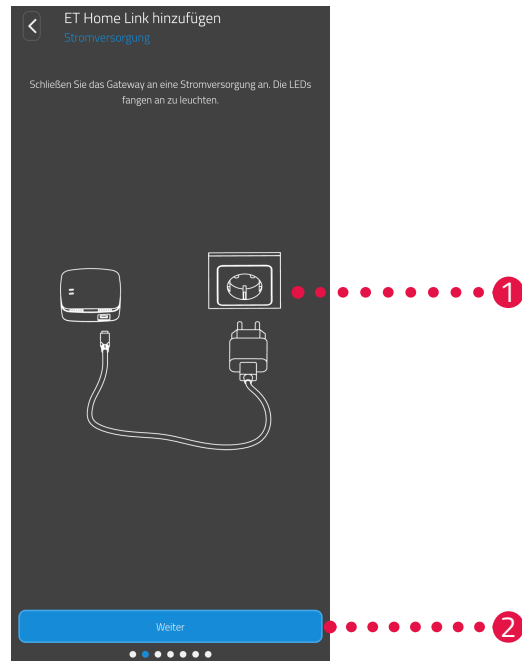 ET Home Link hinzufügen
Stromversorgung
Schließen Sie das Gateway an eine Stromversorgung an. Die LEDs
fangen an zu leuchten.
1
Weiter
2